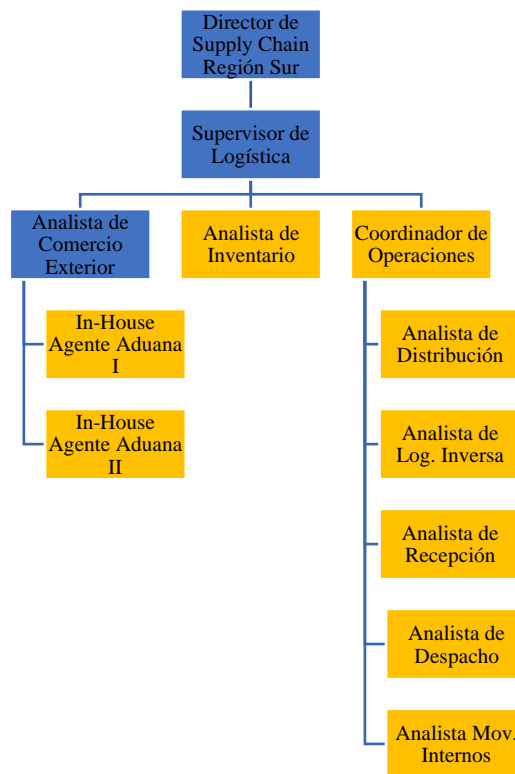 Director de
Supply Chain
Región Sur
Supervisor de
Logística
Analista de
Comercio
Exterior
Analista de
Inventario
Coordinador de
Operaciones
In-House
Agente Aduana
I
In-House
Agente Aduana
II
Analista de
Distribución
Analista de
Log. Inversa
Analista de
Recepción
Analista de
Despacho
Analista Mov.
Internos